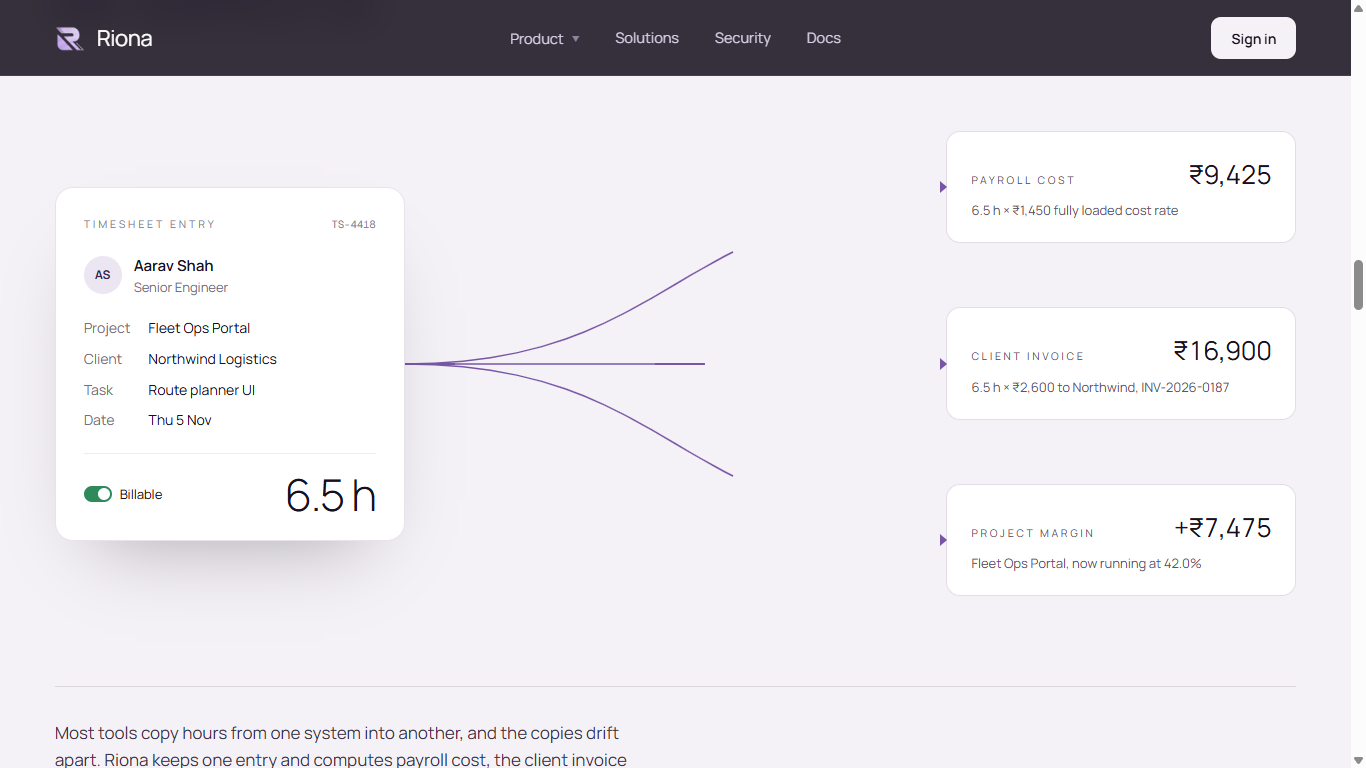 Riona
Product
Solutions
Security
Docs
Sign in
TIMESHEET ENTRY
TS-4418
AS
Aarav Shah
Senior Engineer
Project Fleet Ops Portal
Client Northwind Logistics
Task Route planner UI
Date Thu 5 Nov
Billable
6.5 h
PAYROLL COST
₹9,425
6.5 h × ₹1,450 fully loaded cost rate
CLIENT INVOICE
₹16,900
6.5 h × ₹2,600 to Northwind, INV-2026-0187
PROJECT MARGIN
+₹7,475
Fleet Ops Portal, now running at 42.0%
Most tools copy hours from one system into another, and the copies drift
apart. Riona keeps one entry and computes payroll cost, the client invoice